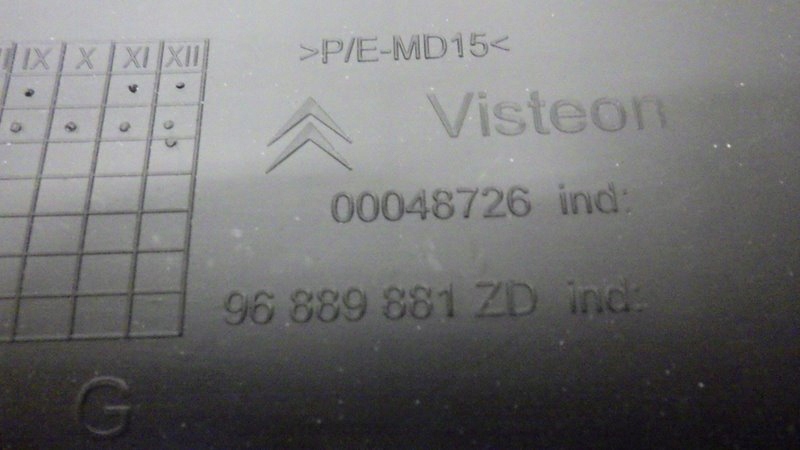 IX X XI XII
>P/E-MD15<
Visteon
00048726 ind:
96 889 881 ZD ind:
G